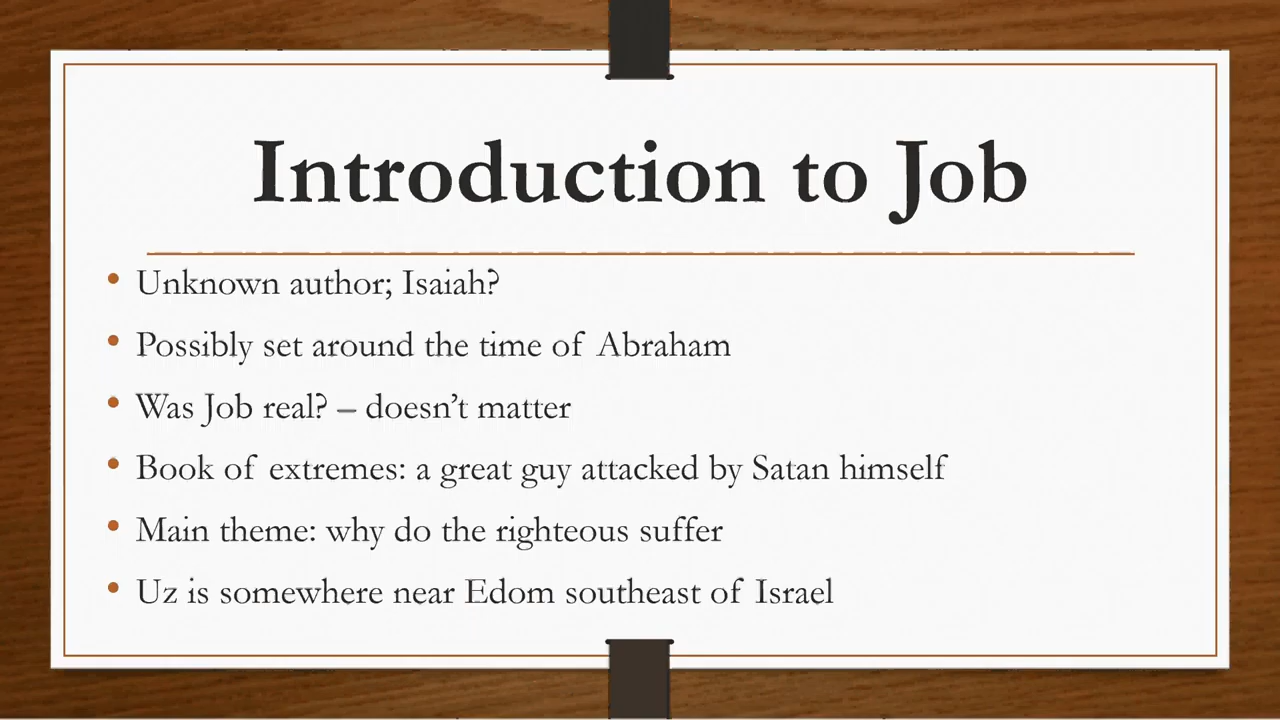 Introduction to Job
• Unknown author; Isaiah?
• Possibly set around the time of Abraham
• Was Job real? – doesn’t matter
• Book of extremes: a great guy attacked by Satan himself
• Main theme: why do the righteous suffer
• Uz is somewhere near Edom southeast of Israel